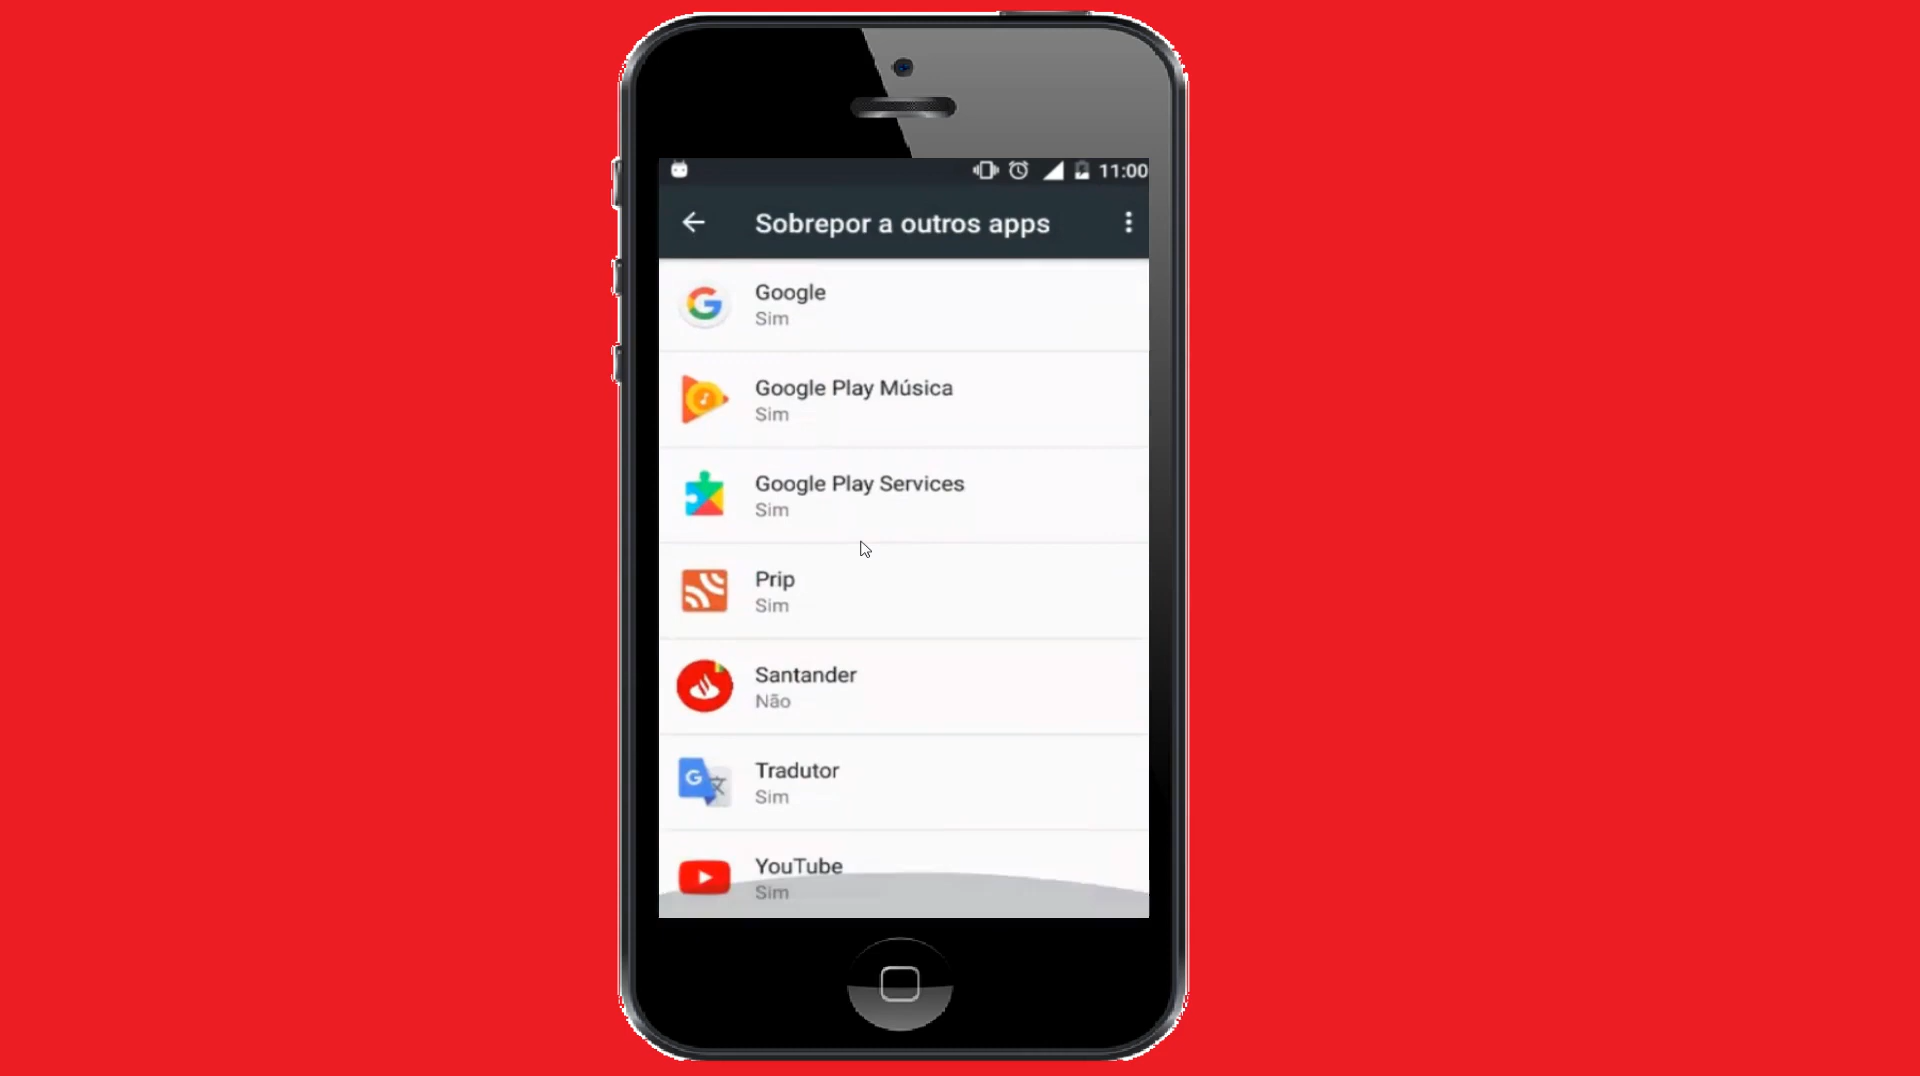 11:00
Sobrepor a outros apps
Google
Sim
Google Play Música
Sim
Google Play Services
Sim
Prip
Sim
Santander
Não
Tradutor
Sim
YouTube
Sim